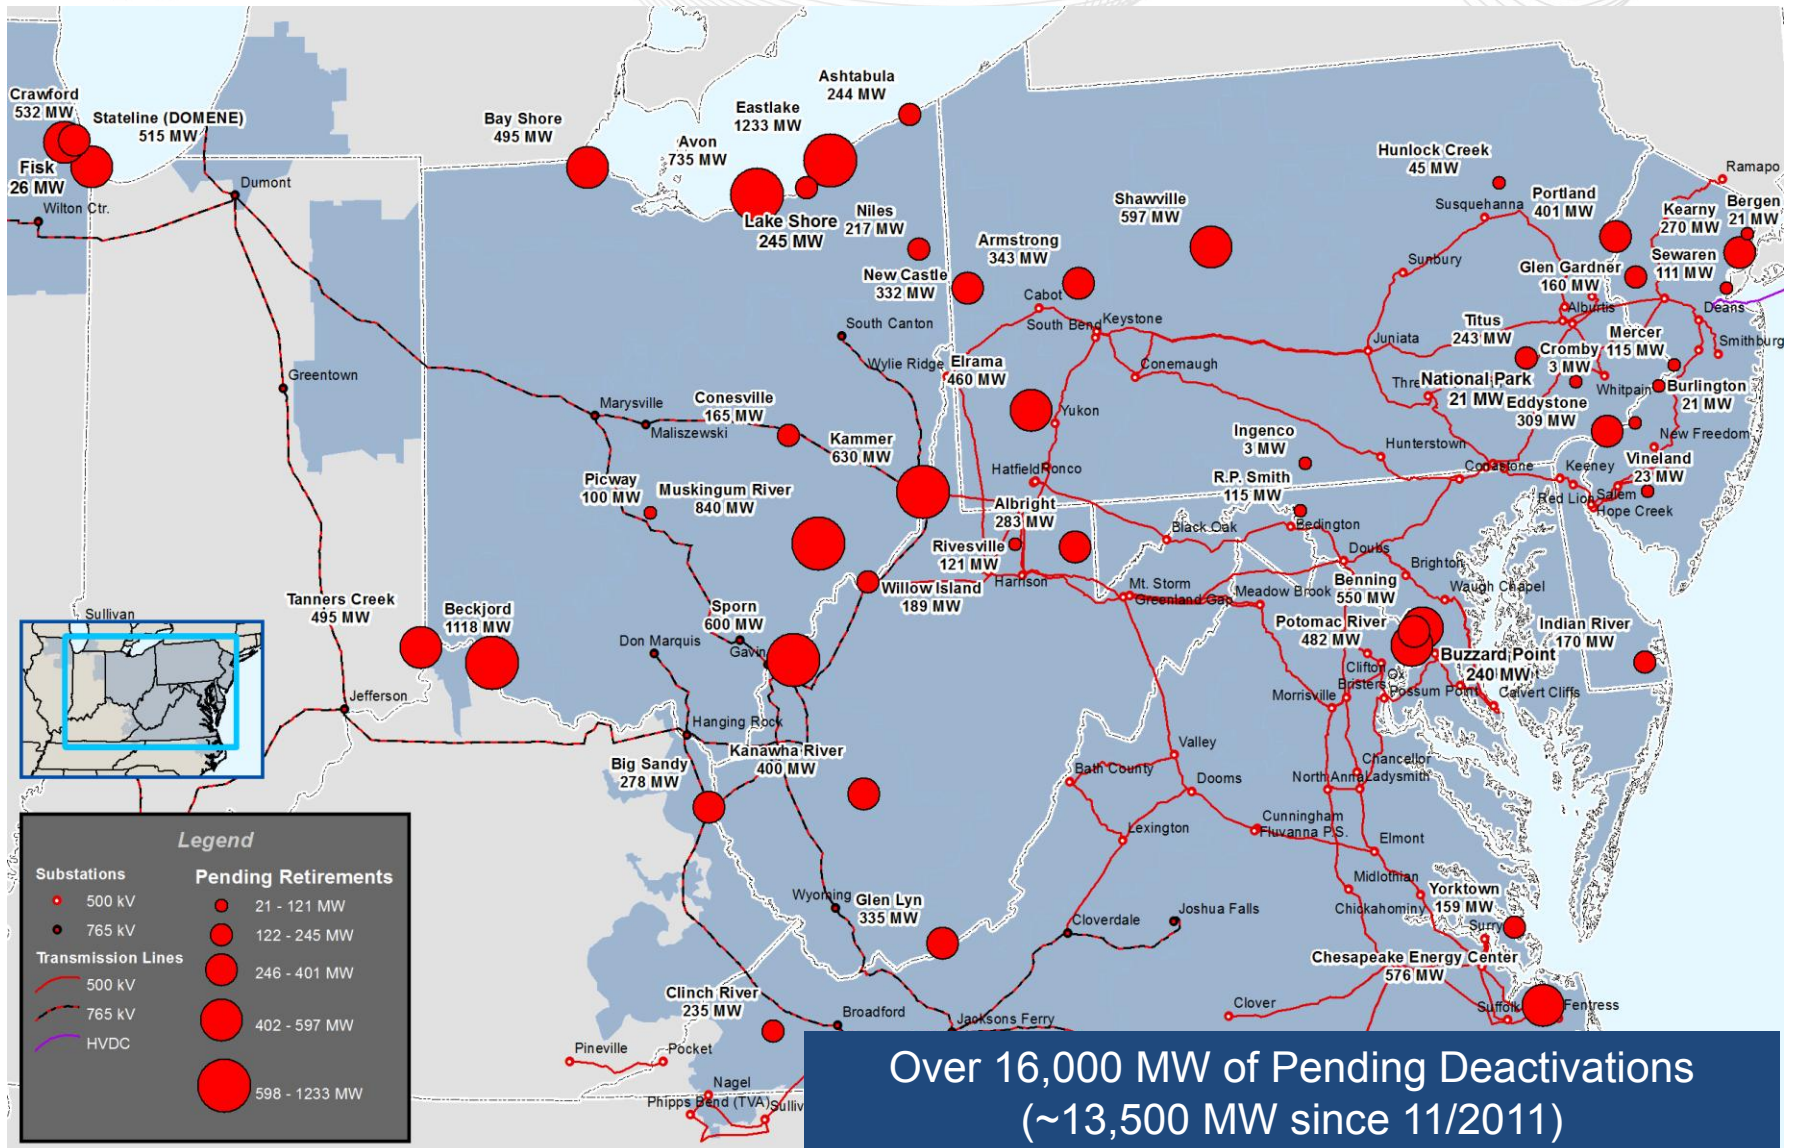 Crawford
532 MW
Stateline (DOMENE)
515 MW
Fisk
26 MW
Wilton Ctr.
Dumont
Bay Shore
495 MW
Avon
735 MW
Eastlake
1233 MW
Ashtabula
244 MW
Lake Shore
245 MW
Niles
217 MW
New Castle
332 MW
Armstrong
343 MW
Shawville
597 MW
Hunlock Creek
45 MW
Susquehanna
Portland
401 MW
Ramapo
Kearny
270 MW
Bergen
21 MW
Sewaren
111 MW
Sunbury
Glen Gardner
160 MW
Alburtis
Deans
Smithburg
Cabot
South Bend
Keystone
Conemaugh
Juniata
Titus
243 MW
Mercer
115 MW
Cromby
3 MW
Whitpain
Burlington
21 MW
National Park
21 MW
Eddystone
309 MW
New Freedom
Vineland
23 MW
South Canton
Wylie Ridge
Elrama
460 MW
Yukon
Greentown
Marysville
Maliszewski
Conesville
165 MW
Kammer
630 MW
Picway
100 MW
Muskingum River
840 MW
Hatfield
Ronco
Ingenco
3 MW
R.P. Smith
115 MW
Hunterstown
Conastone
Keeney
Red Lion
Salem
Hope Creek
Albright
283 MW
Rivesville
121 MW
Harrison
Black Oak
Bedington
Doubs
Brighton
Waugh Chapel
Willow Island
189 MW
Mt. Storm
Greenland Gap
Meadow Brook
Benning
550 MW
Potomac River
482 MW
Buzzard Point
240 MW
Indian River
170 MW
Clifton
Ox
Bristers
Possum Point
Calvert Cliffs
Morrisville
Tanners Creek
495 MW
Beckjord
1118 MW
Sporn
600 MW
Don Marquis
Gavin
Sullivan
Jefferson
Hanging Rock
Kanawha River
400 MW
Big Sandy
278 MW
Valley
Bath County
Dooms
North Anna
Ladysmith
Chancellor
Cunningham
Fluvanna P.S.
Elmont
Lexington
Midlothian
Chickahominy
Yorktown
159 MW
Surry
Wyoming
Glen Lyn
335 MW
Cloverdale
Joshua Falls
Chesapeake Energy Center
576 MW
Clover
Suffolk
Fentress
Clinch River
235 MW
Broadford
Jacksons Ferry
Pineville
Pocket
Nagel
Phipps Bend (TVA)
Legend
Substations
500 kV
765 kV
Transmission Lines
500 kV
765 kV
HVDC
Pending Retirements
21 - 121 MW
122 - 245 MW
246 - 401 MW
402 - 597 MW
598 - 1233 MW
Over 16,000 MW of Pending Deactivations
(~13,500 MW since 11/2011)